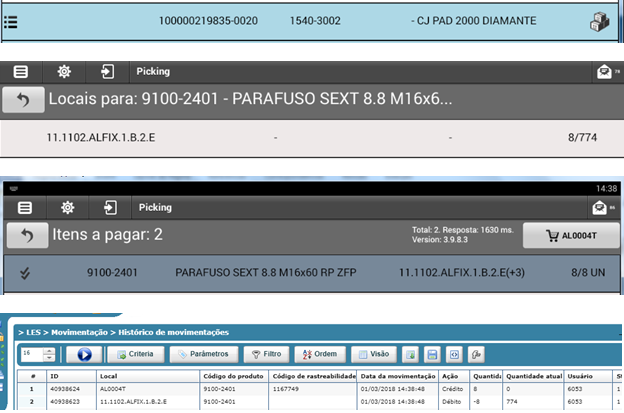 100000219835-0020 1540-3002 - CJ PAD 2000 DIAMANTE
Picking
Locais para: 9100-2401 - PARAFUSO SEXT 8.8 M16x6...
11.1102.ALFIX.1.B.2.E - - 8/774
14:38
Picking
Itens a pagar: 2
Total: 2. Resposta: 1630 ms.
Version: 3.9.8.3
AL0004T
9100-2401 PARAFUSO SEXT 8.8 M16x60 RP ZFP 11.1102.ALFIX.1.B.2.E(+3) 8/8 UN
> LES > Movimentação > Histórico de movimentações
16 Criteria Parámetros Filtro Ordem Visão
# ID Local Código do produto Código de rastreabilidade Data da movimentação Ação Quantida Quantidade atual Usuário
1 40938624 AL0004T 9100-2401 1167749 01/03/2018 14:38:48 Crédito 8 0 6053 1
2 40938623 11.1102.ALFIX.1.B.2.E 9100-2401 01/03/2018 14:38:48 Débito -8 774 6053 1